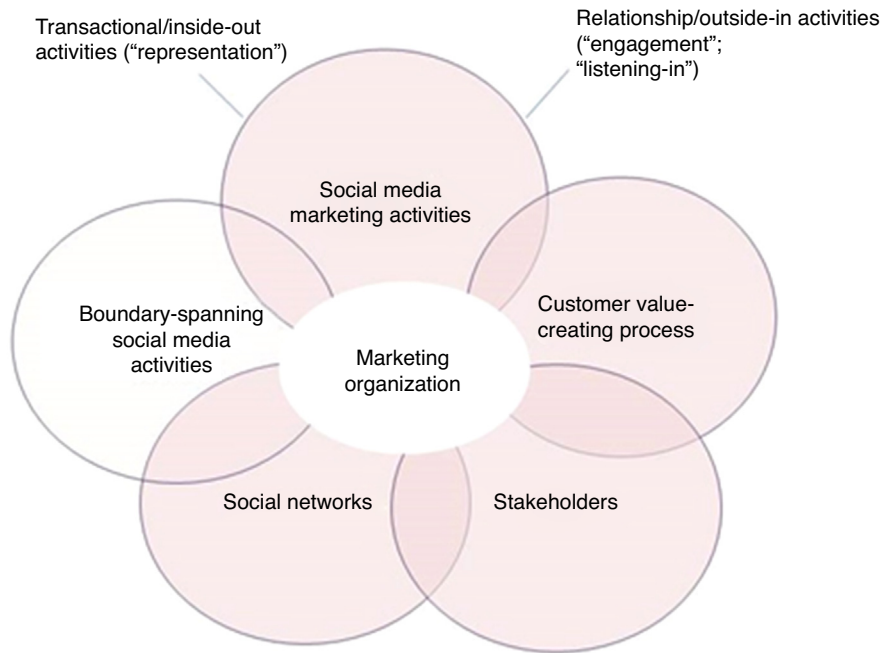 Transactional/inside-out
activities (“representation”)
Relationship/outside-in activities
(“engagement”;
“listening-in”)
Social media
marketing activities
Boundary-spanning
social media
activities
Customer value-
creating process
Marketing
organization
Social networks
Stakeholders